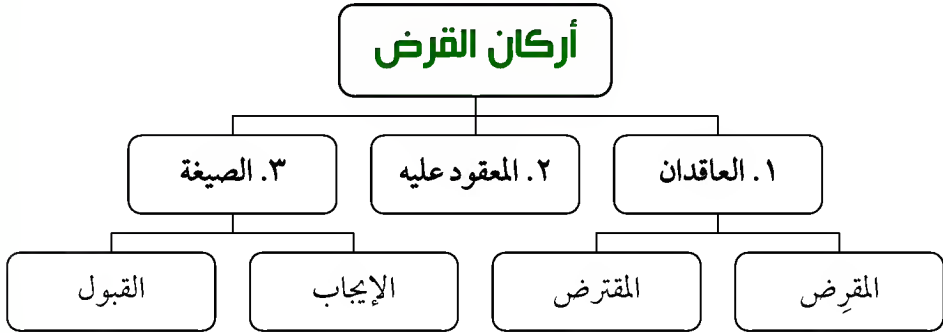 أركان القرض
١. العاقدان
٢. المعقود عليه
٣. الصيغة
المقرِض
المقترض
الإيجاب
القبول